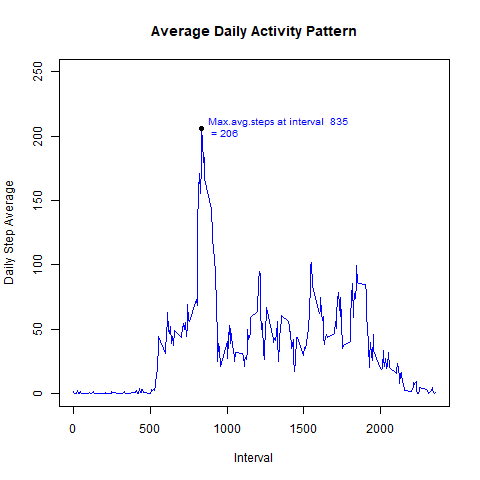 Average Daily Activity Pattern
250
200
150
100
50
0
Daily Step Average
Max.avg.steps at interval 835
= 206
0 500 1000 1500 2000
Interval